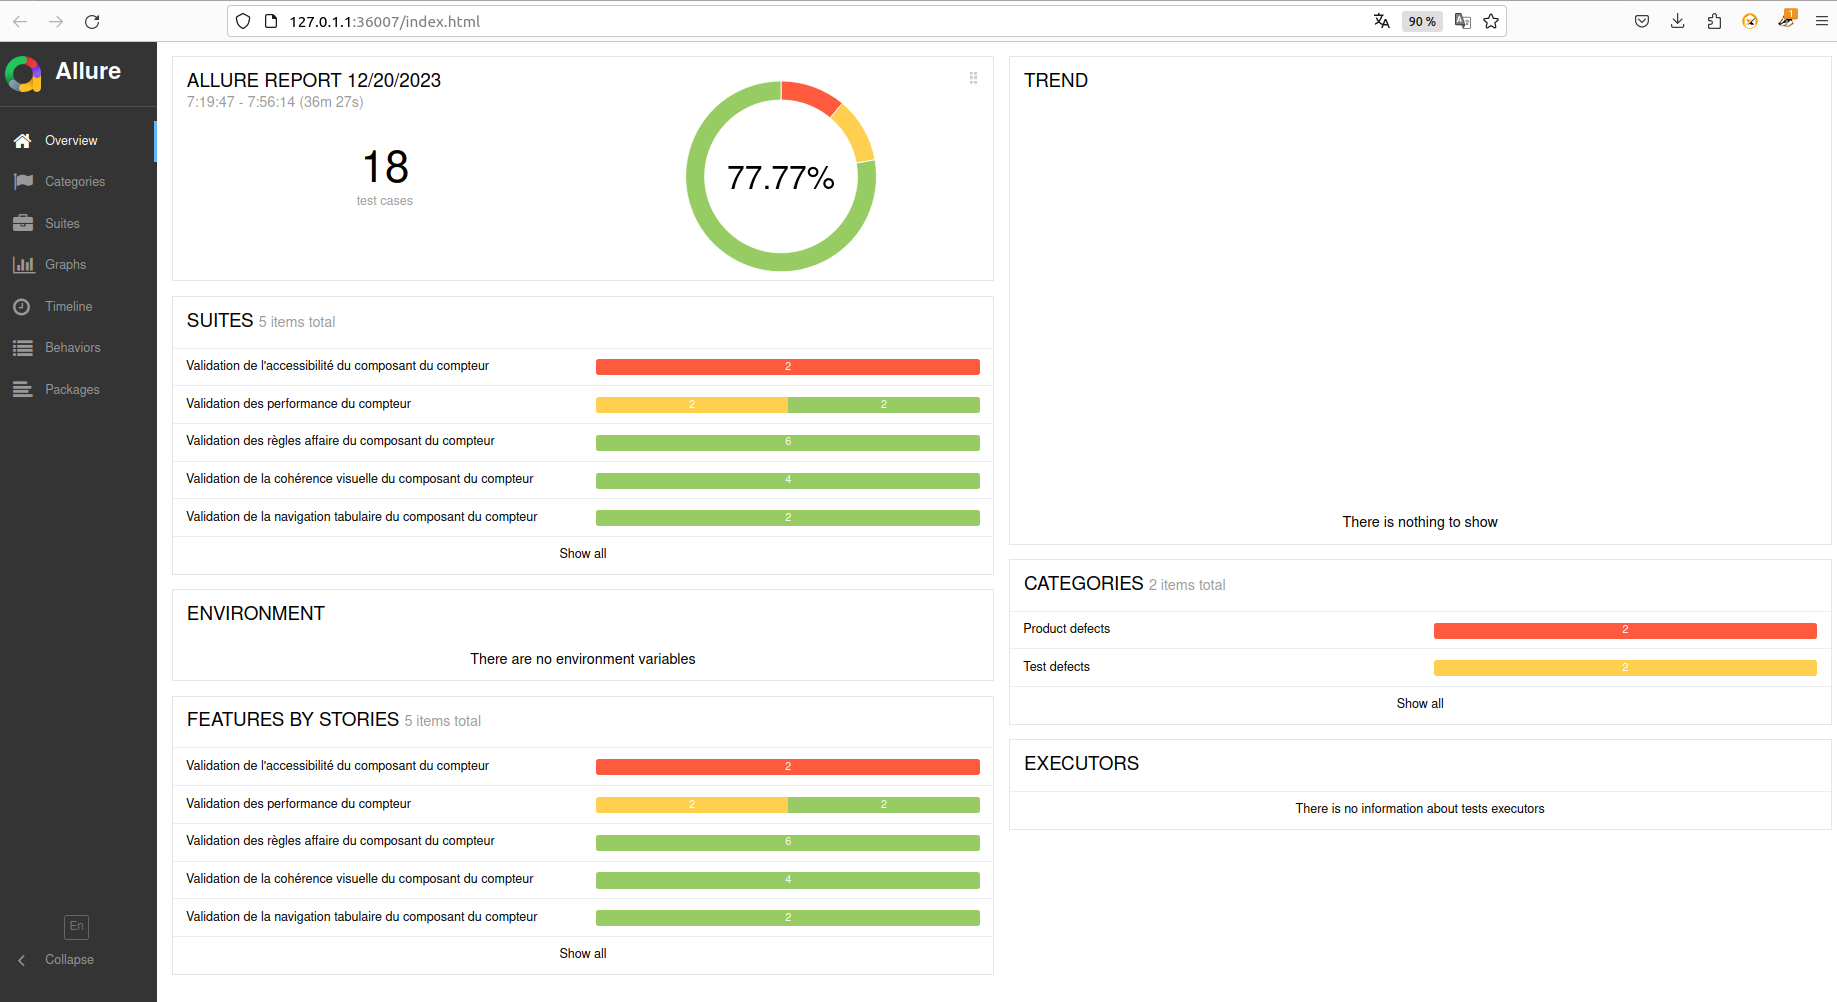 127.0.1.1:36007/index.html
90 %
1
Allure
Overview
Categories
Suites
Graphs
Timeline
Behaviors
Packages
En
Collapse
ALLURE REPORT 12/20/2023
7:19:47 - 7:56:14 (36m 27s)
18
test cases
77.77%
SUITES 5 items total
Validation de l'accessibilité du composant du compteur 2
Validation des performance du compteur 2 2
Validation des règles affaire du composant du compteur 6
Validation de la cohérence visuelle du composant du compteur 4
Validation de la navigation tabulaire du composant du compteur 2
Show all
ENVIRONMENT
There are no environment variables
FEATURES BY STORIES 5 items total
Validation de l'accessibilité du composant du compteur 2
Validation des performance du compteur 2 2
Validation des règles affaire du composant du compteur 6
Validation de la cohérence visuelle du composant du compteur 4
Validation de la navigation tabulaire du composant du compteur 2
Show all
TREND
There is nothing to show
CATEGORIES 2 items total
Product defects 2
Test defects 2
Show all
EXECUTORS
There is no information about tests executors